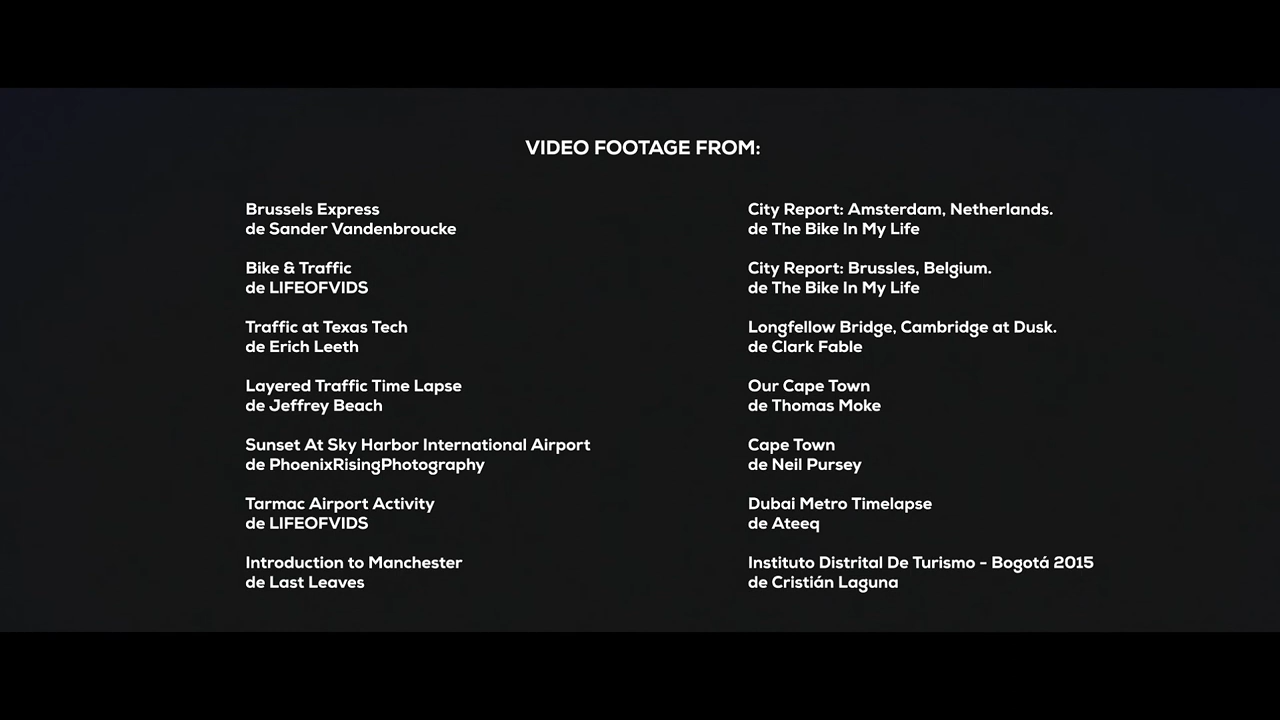 VIDEO FOOTAGE FROM:
Brussels Express
de Sander Vandenbroucke
Bike & Traffic
de LIFEOFVIDS
Traffic at Texas Tech
de Erich Leeth
Layered Traffic Time Lapse
de Jeffrey Beach
Sunset At Sky Harbor International Airport
de PhoenixRisingPhotography
Tarmac Airport Activity
de LIFEOFVIDS
Introduction to Manchester
de Last Leaves
City Report: Amsterdam, Netherlands.
de The Bike In My Life
City Report: Brussles, Belgium.
de The Bike In My Life
Longfellow Bridge, Cambridge at Dusk.
de Clark Fable
Our Cape Town
de Thomas Moke
Cape Town
de Neil Pursey
Dubai Metro Timelapse
de Ateeq
Instituto Distrital De Turismo - Bogotá 2015
de Cristián Laguna